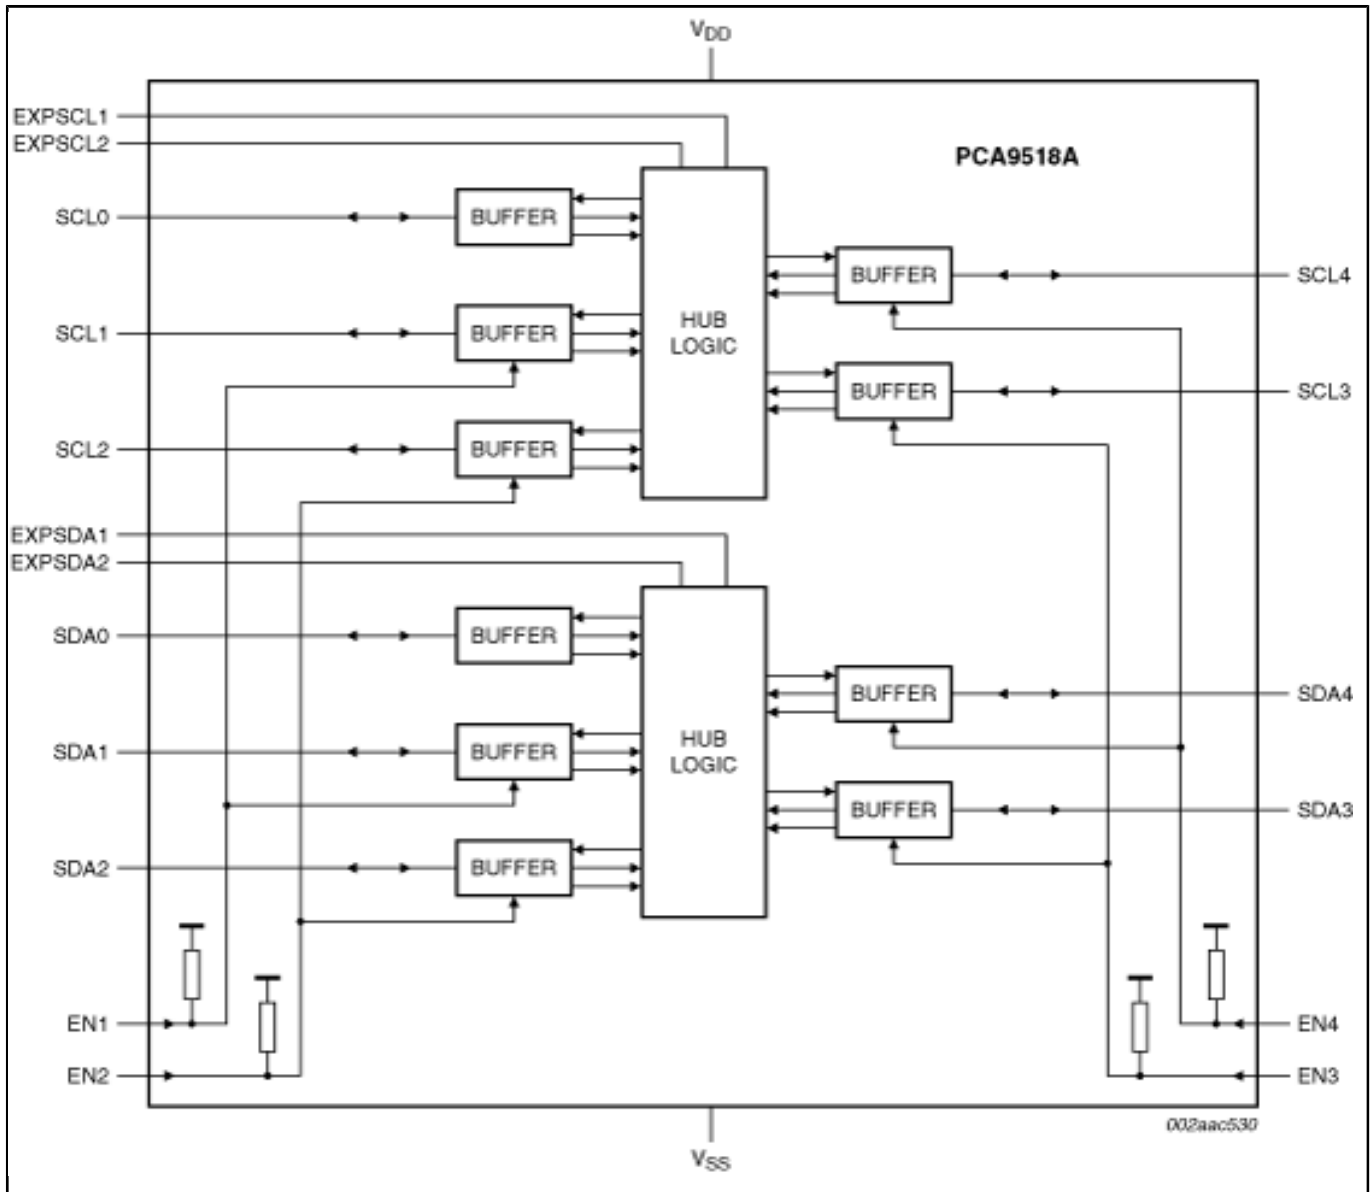 VDD
EXPSCL1
EXPSCL2
PCA9518A
SCL0
BUFFER
BUFFER
SCL4
SCL1
BUFFER
HUB
LOGIC
BUFFER
SCL3
SCL2
BUFFER
EXPSDA1
EXPSDA2
SDA0
BUFFER
BUFFER
SDA4
SDA1
BUFFER
HUB
LOGIC
BUFFER
SDA3
SDA2
BUFFER
EN1
EN4
EN2
EN3
002aac530
VSS